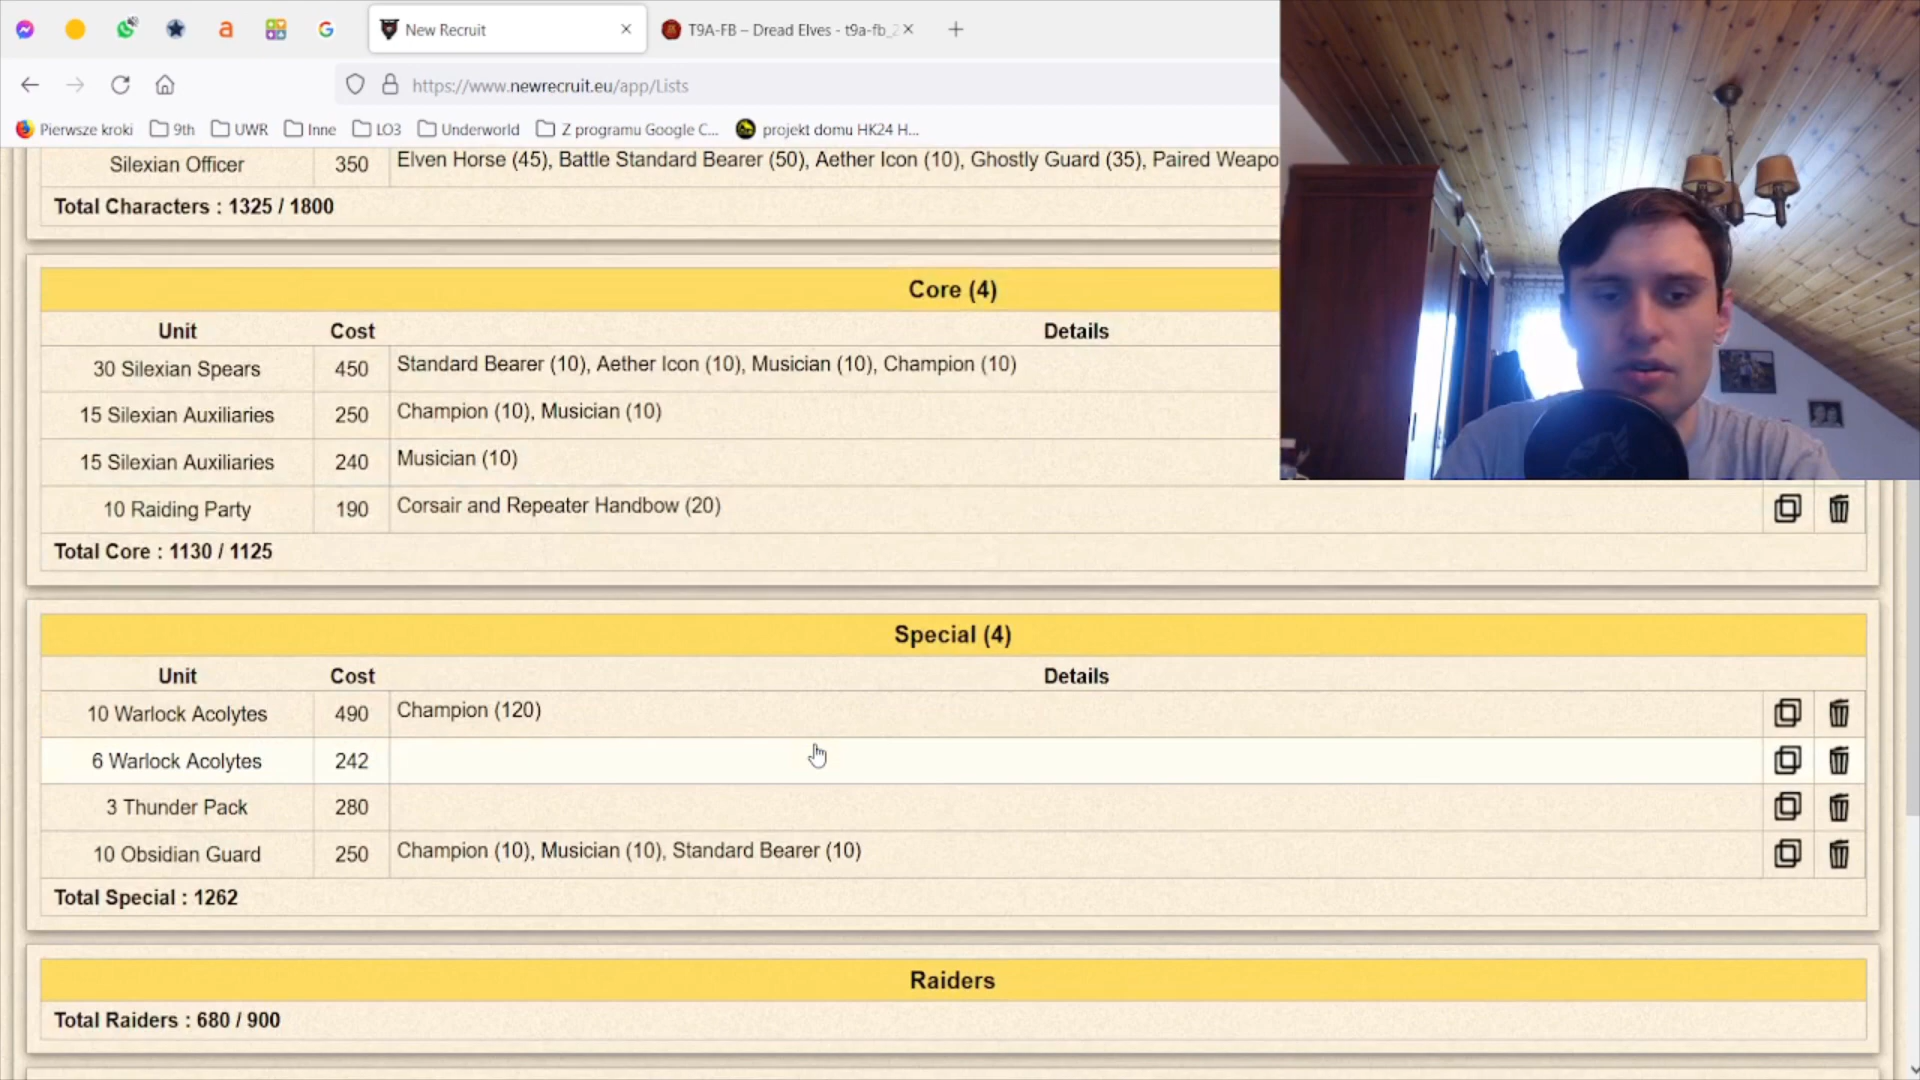 New Recruit
T9A-FB – Dread Elves - t9a-fb_2
https://www.newrecruit.eu/app/Lists
Pierwsze kroki 9th UWR Inne LO3 Underworld Z programu Google C... projekt domu HK24 H...
Silexian Officer 350 Elven Horse (45), Battle Standard Bearer (50), Aether Icon (10), Ghostly Guard (35), Paired Weapo
Total Characters : 1325 / 1800
Core (4)
Unit Cost Details
30 Silexian Spears 450 Standard Bearer (10), Aether Icon (10), Musician (10), Champion (10)
15 Silexian Auxiliaries 250 Champion (10), Musician (10)
15 Silexian Auxiliaries 240 Musician (10)
10 Raiding Party 190 Corsair and Repeater Handbow (20)
Total Core : 1130 / 1125
Special (4)
Unit Cost Details
10 Warlock Acolytes 490 Champion (120)
6 Warlock Acolytes 242
3 Thunder Pack 280
10 Obsidian Guard 250 Champion (10), Musician (10), Standard Bearer (10)
Total Special : 1262
Raiders
Total Raiders : 680 / 900